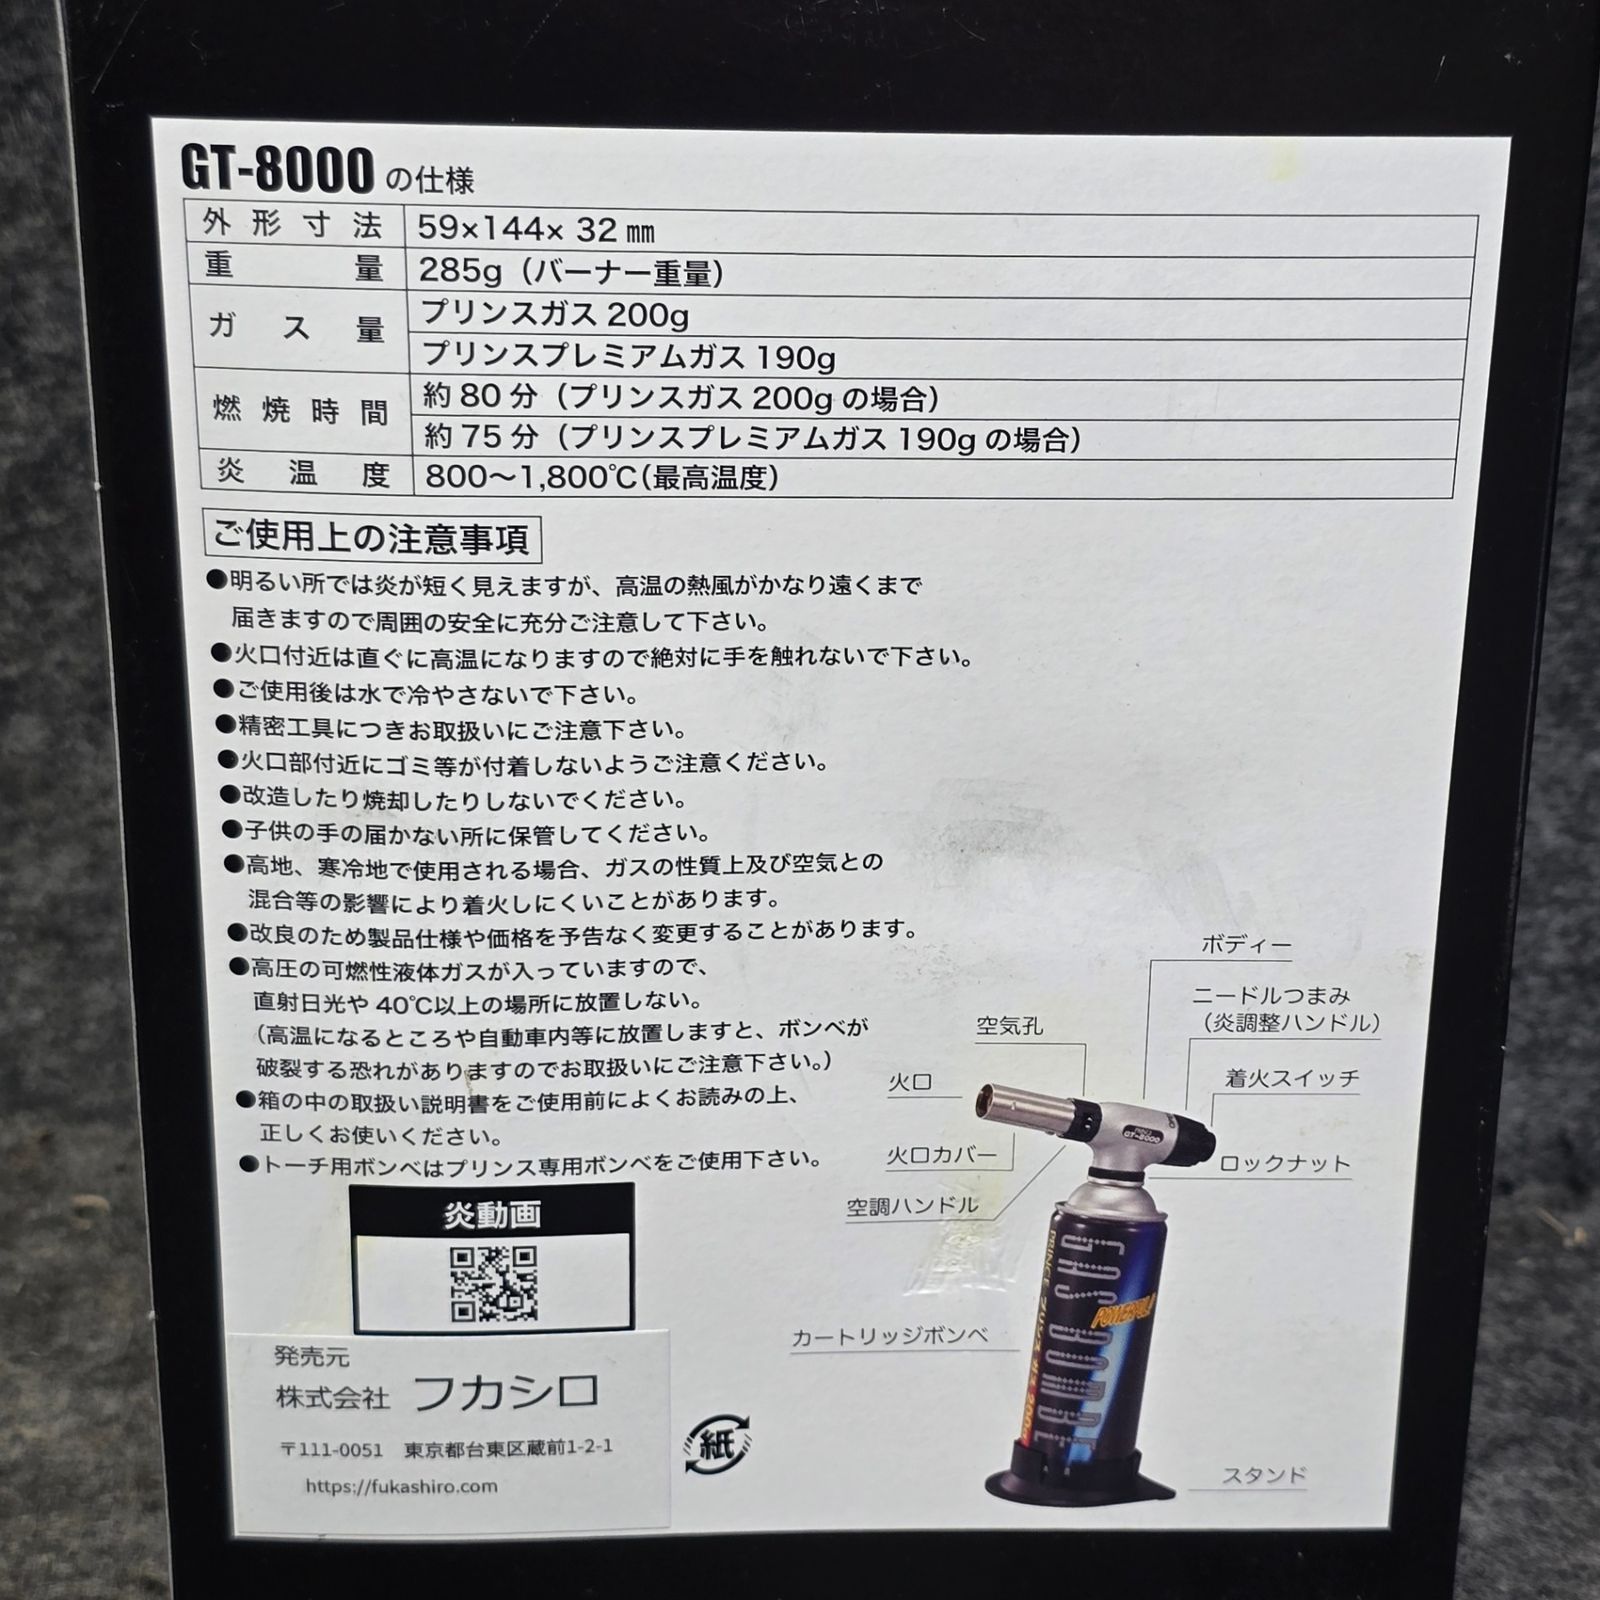 GT-8000 の仕様
外形寸法 59×144× 32 ㎜
重量 285g（バーナー重量）
ガス量 プリンスガス 200g
プリンスプレミアムガス 190g
燃焼時間 約 80 分（プリンスガス 200g の場合）
約 75 分（プリンスプレミアムガス 190g の場合）
炎温度 800〜1,800℃（最高温度）
ご使用上の注意事項
●明るい所では炎が短く見えますが、高温の熱風がかなり遠くまで
届きますので周囲の安全に充分ご注意して下さい。
●火口付近は直ぐに高温になりますので絶対に手を触れないで下さい。
●ご使用後は水で冷やさないで下さい。
●精密工具につきお取扱いにご注意下さい。
●火口部付近にゴミ等が付着しないようご注意ください。
●改造したり焼却したりしないでください。
●子供の手の届かない所に保管してください。
●高地、寒冷地で使用される場合、ガスの性質上及び空気との
混合等の影響により着火しにくいことがあります。
●改良のため製品仕様や価格を予告なく変更することがあります。
●高圧の可燃性液体ガスが入っていますので、
直射日光や 40℃以上の場所に放置しない。
（高温になるところや自動車内等に放置しますと、ボンベが
破裂する恐れがありますのでお取扱いにご注意下さい。）
●箱の中の取扱い説明書をご使用前によくお読みの上、
正しくお使いください。
●トーチ用ボンベはプリンス専用ボンベをご使用下さい。
ボディー
ニードルつまみ
（炎調整ハンドル）
空気孔
着火スイッチ
火口
火口カバー
ロックナット
空調ハンドル
カートリッジボンベ
スタンド
GT-8000
GAS BOMBE
POWERFUL
PRINCE プリンス ガス 200g
炎動画
発売元
株式会社 フカシロ
〒111-0051 東京都台東区蔵前1-2-1
https://fukashiro.com
紙